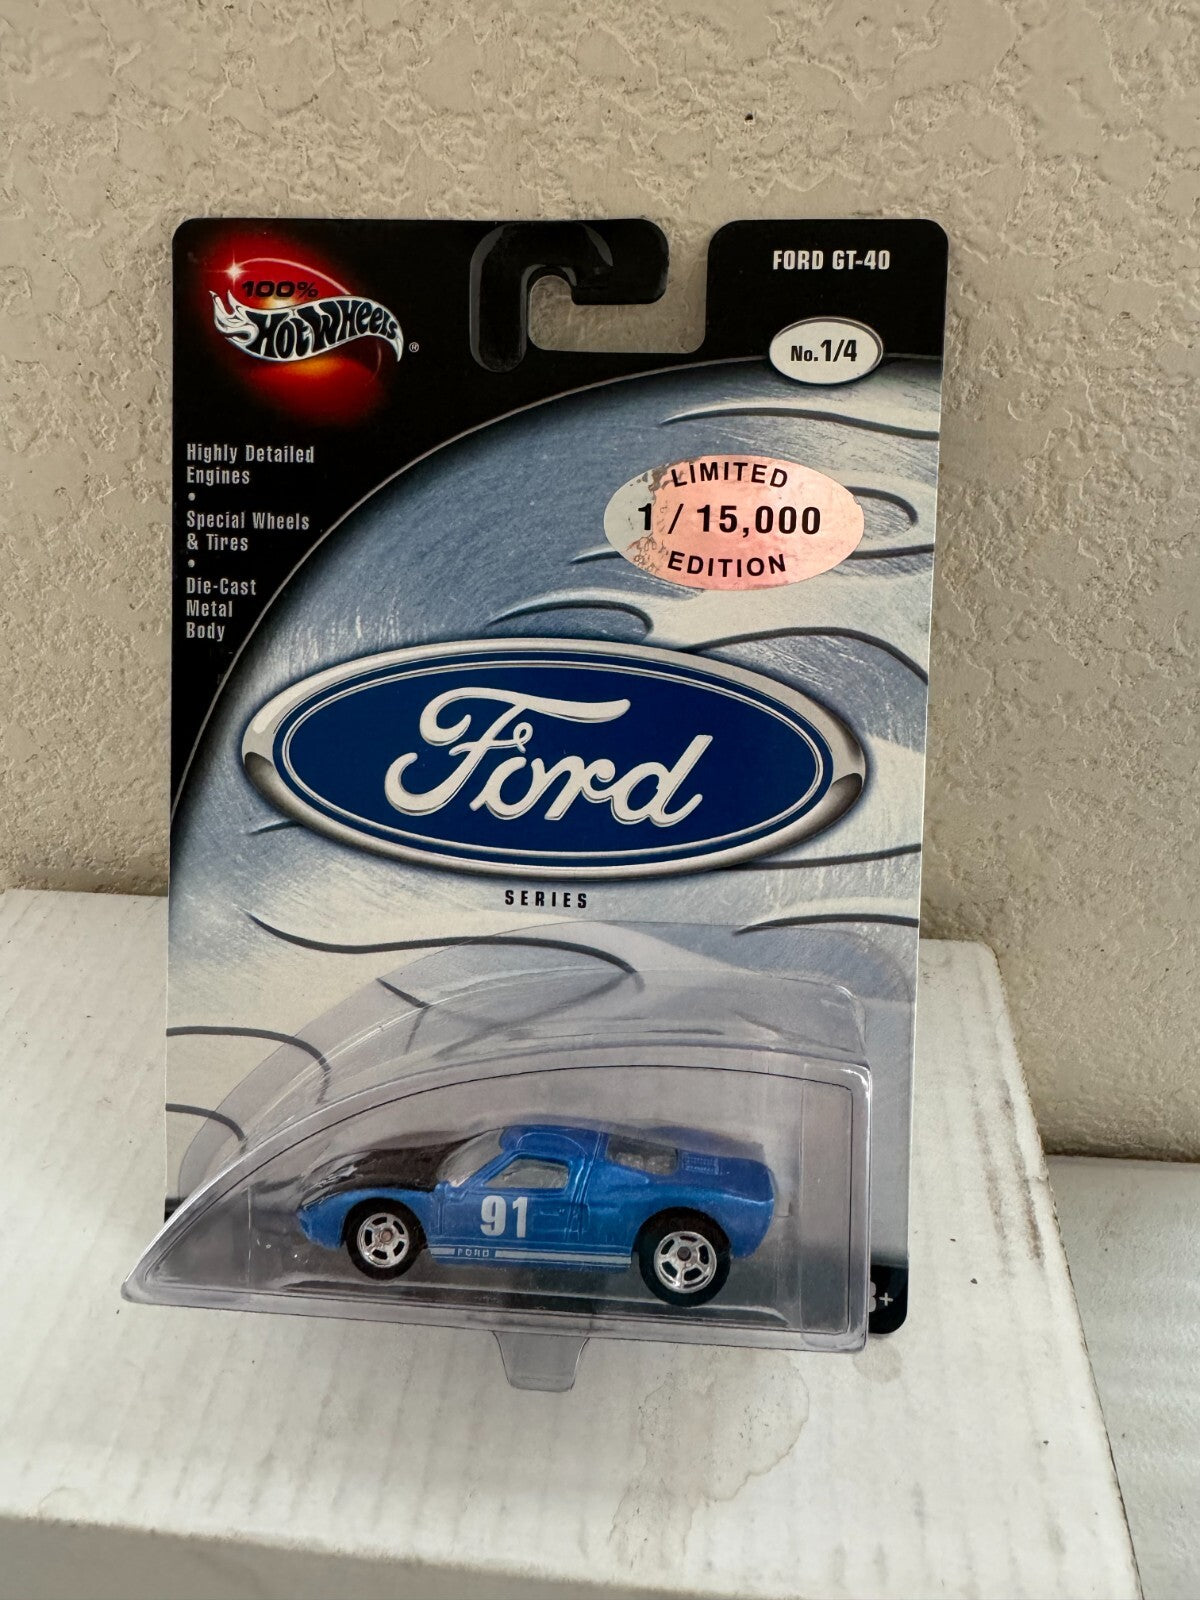 100%
Hot Wheels®
FORD GT-40
No. 1/4
Highly Detailed
Engines
•
Special Wheels
& Tires
•
Die-Cast
Metal
Body
LIMITED
1 / 15,000
EDITION
Ford
SERIES
91
FORD
3+